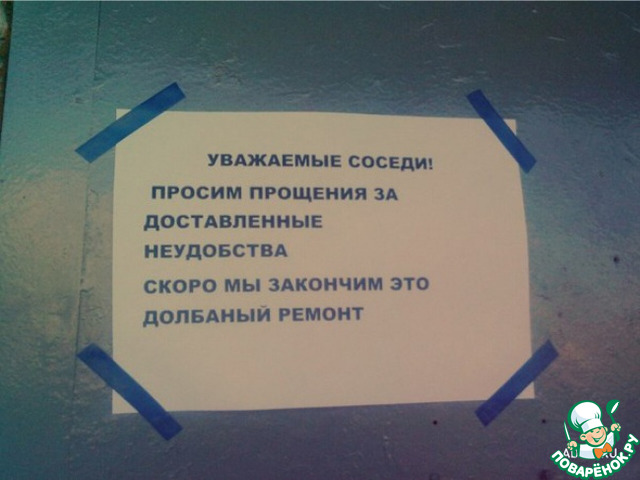 УВАЖАЕМЫЕ СОСЕДИ!
ПРОСИМ ПРОЩЕНИЯ ЗА
ДОСТАВЛЕННЫЕ
НЕУДОБСТВА
СКОРО МЫ ЗАКОНЧИМ ЭТО
ДОЛБАНЫЙ РЕМОНТ
ПОВАРЁНОК.РУ